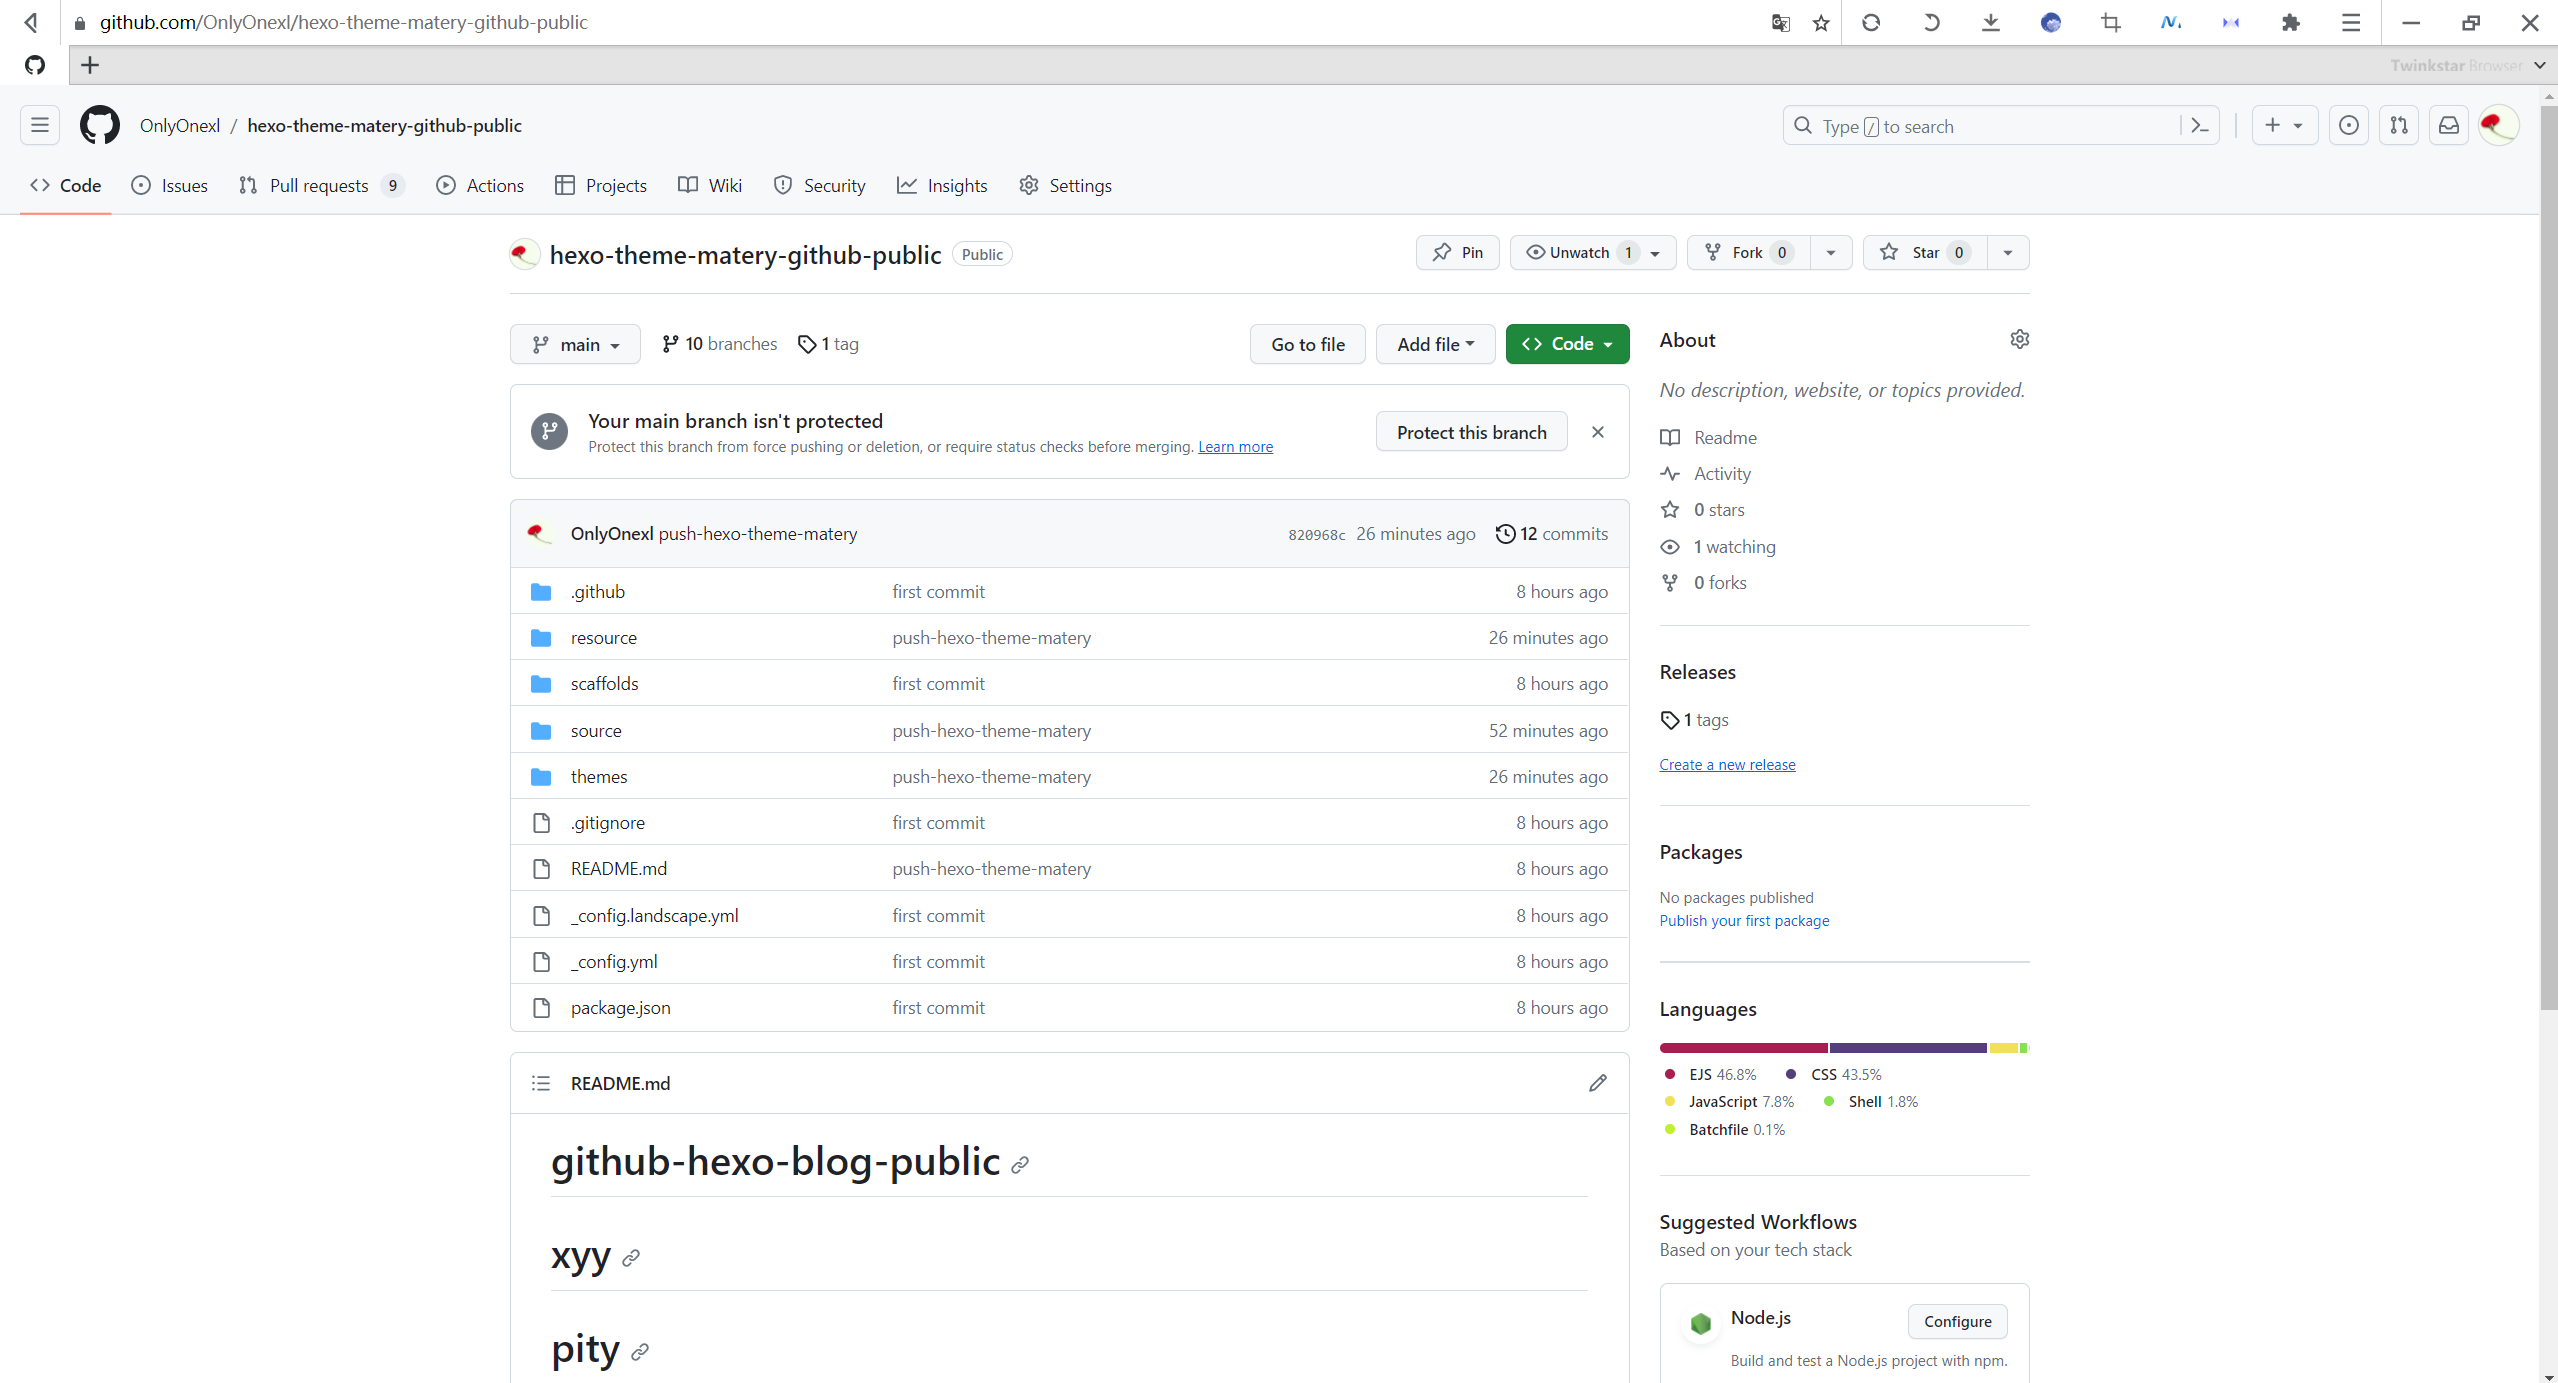 github.com/OnlyOnexl/hexo-theme-matery-github-public
Twinkstar Browser
OnlyOnexl / hexo-theme-matery-github-public
Type / to search
Code Issues Pull requests 9 Actions Projects Wiki Security Insights Settings
hexo-theme-matery-github-public Public
Pin Unwatch 1 Fork 0 Star 0
main 10 branches 1 tag
Go to file Add file Code
Your main branch isn't protected
Protect this branch from force pushing or deletion, or require status checks before merging. Learn more
Protect this branch
OnlyOnexl push-hexo-theme-matery 820968c 26 minutes ago 12 commits
.github first commit 8 hours ago
resource push-hexo-theme-matery 26 minutes ago
scaffolds first commit 8 hours ago
source push-hexo-theme-matery 52 minutes ago
themes push-hexo-theme-matery 26 minutes ago
.gitignore first commit 8 hours ago
README.md push-hexo-theme-matery 8 hours ago
_config.landscape.yml first commit 8 hours ago
_config.yml first commit 8 hours ago
package.json first commit 8 hours ago
README.md
github-hexo-blog-public
xyy
pity
About
No description, website, or topics provided.
Readme
Activity
0 stars
1 watching
0 forks
Releases
1 tags
Create a new release
Packages
No packages published
Publish your first package
Languages
EJS 46.8% CSS 43.5%
JavaScript 7.8% Shell 1.8%
Batchfile 0.1%
Suggested Workflows
Based on your tech stack
Node.js
Configure
Build and test a Node.js project with npm.